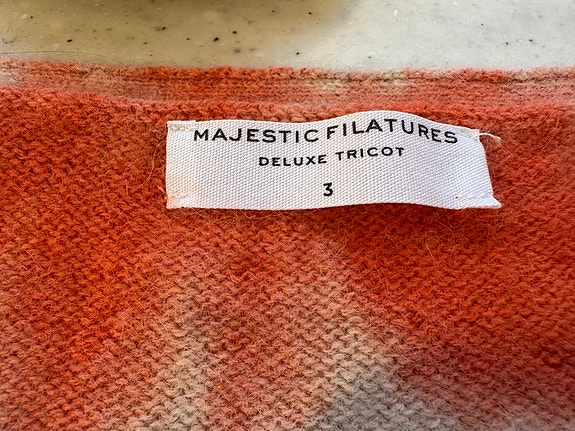 MAJESTIC FILATURES
DELUXE TRICOT
3